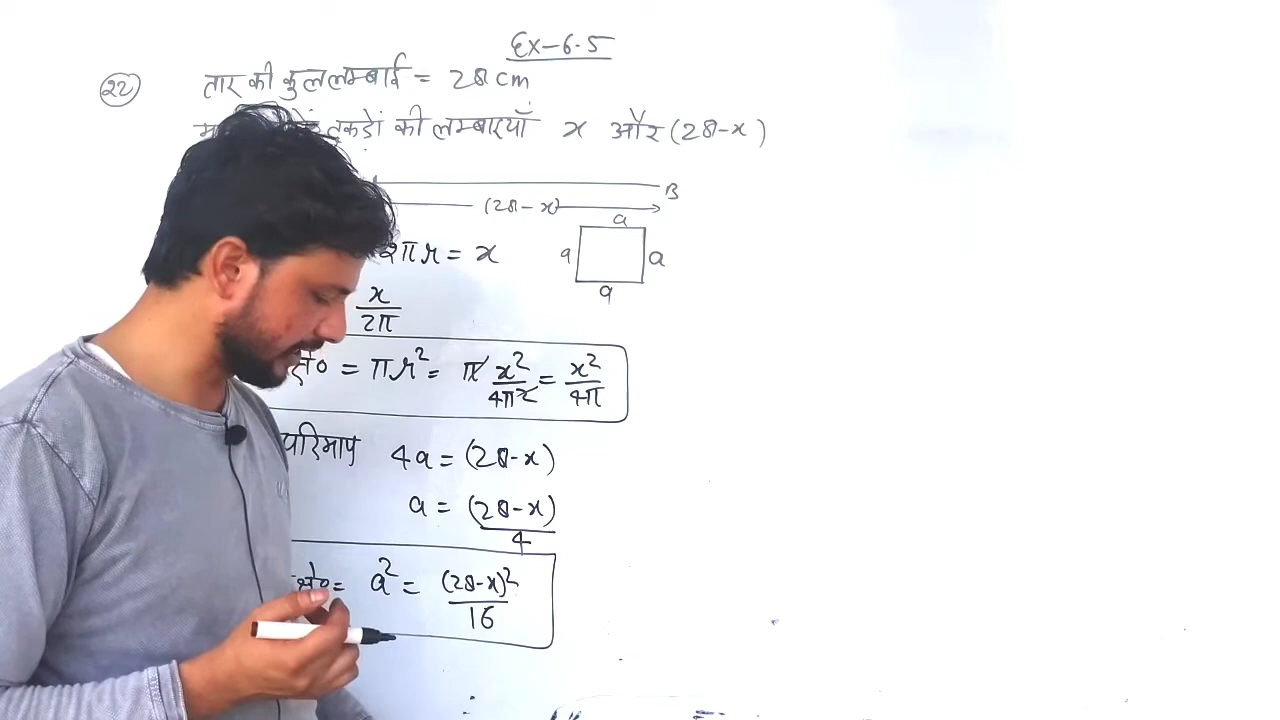 Ex-6.5
22 तार की कुल लम्बाई = 28 cm
टुकड़ों की लम्बाइयाँ x और (28-x)
B
(28-x)
a
2πr = x
a a
a
x/2π
क्षे० = πr² = π x²/4π² = x²/4π
परिमाप 4a = (28-x)
a = (28-x)/4
क्षे० = a² = (28-x)²/16